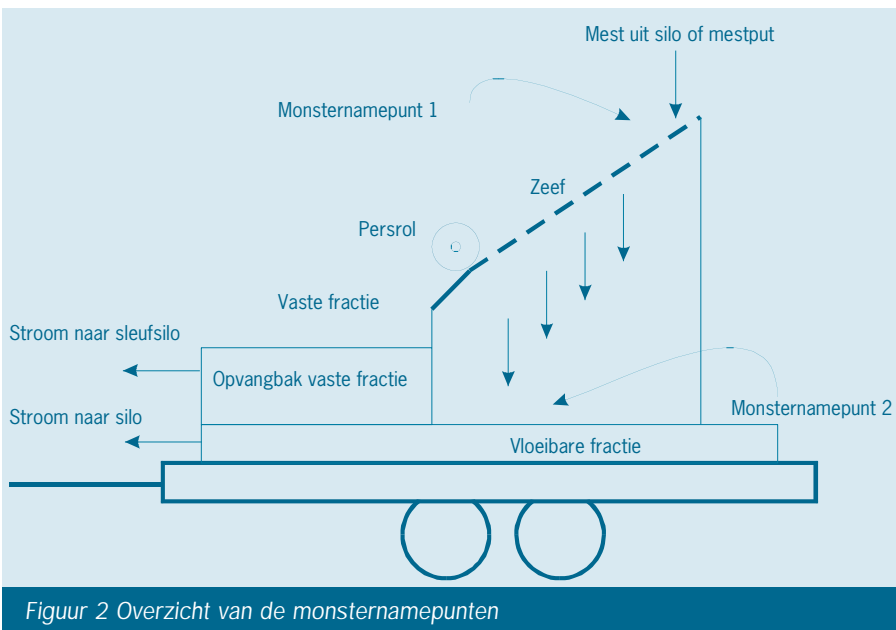 Mest uit silo of mestput
Monsternamepunt 1
Zeef
Persrol
Vaste fractie
Stroom naar sleufsilo
Opvangbak vaste fractie
Monsternamepunt 2
Stroom naar silo
Vloeibare fractie
Figuur 2 Overzicht van de monsternamepunten